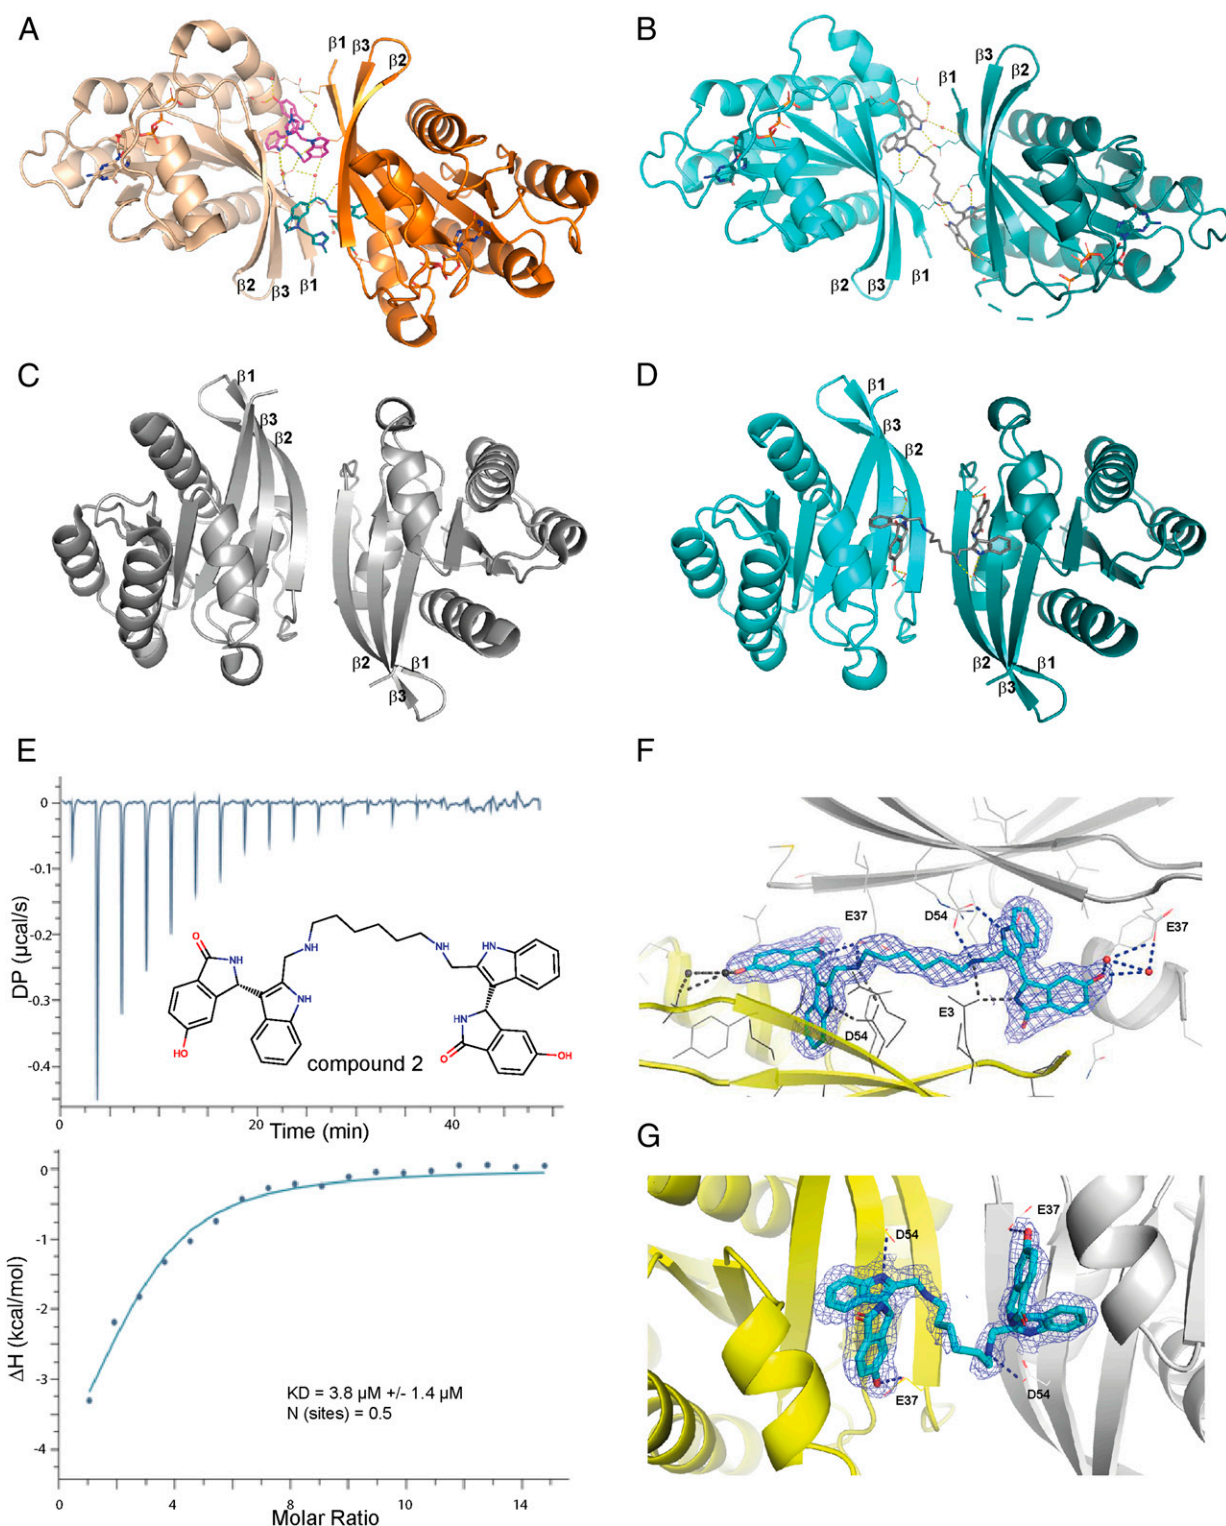 A
β1
β3
β2
β2
β3
β1
B
β3
β1
β2
β1
β3
β2
C
β1
β3
β2
β2
β1
β3
D
β1
β3
β2
β2
β1
β3
E
0
-0.1
-0.2
-0.3
-0.4
DP (µcal/s)
O
NH
HO
NH
NH
HN
NH
NH
O
OH
compound 2
20
40
Time (min)
0
-1
-2
-3
-4
ΔH (kcal/mol)
KD = 3.8 µM +/- 1.4 µM
N (sites) = 0.5
0
4
8
10
14
Molar Ratio
F
E37
D54
E37
D54
E3
G
E37
D54
E37
D54